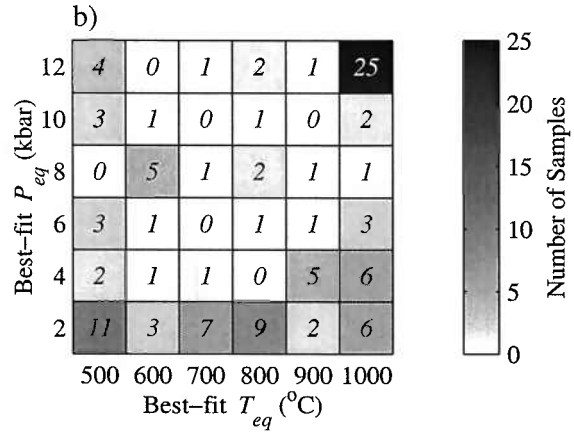 b)
12 4 0 1 2 1 25
10 3 1 0 1 0 2
8 0 5 1 2 1 1
6 3 1 0 1 1 3
4 2 1 1 0 5 6
2 11 3 7 9 2 6
500 600 700 800 900 1000
Best-fit T_eq (°C)
Best-fit P_eq (kbar)
25
20
15
10
5
0
Number of Samples